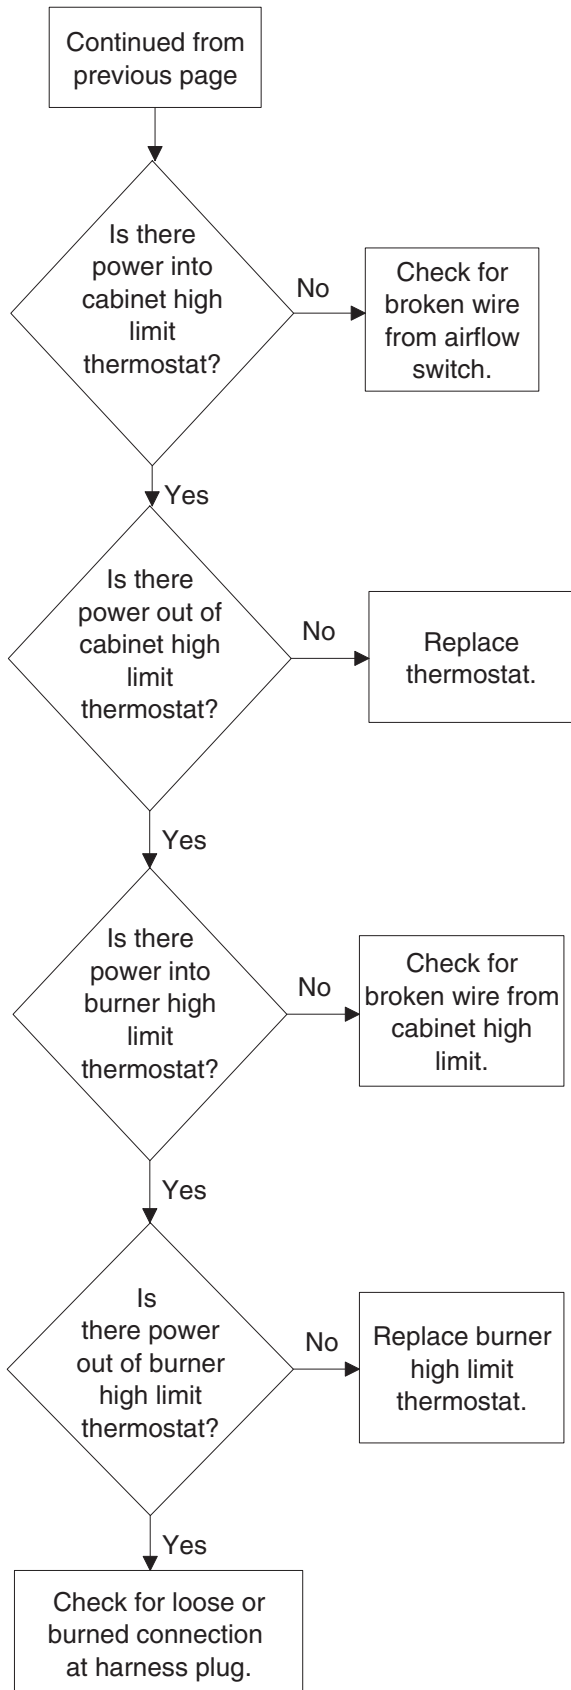 Continued from
previous page
Is there
power into
cabinet high
limit
thermostat?
No
Check for
broken wire
from airflow
switch.
Yes
Is there
power out of
cabinet high
limit
thermostat?
No
Replace
thermostat.
Yes
Is there
power into
burner high
limit
thermostat?
No
Check for
broken wire from
cabinet high
limit.
Yes
Is
there power
out of burner
high limit
thermostat?
No
Replace burner
high limit
thermostat.
Yes
Check for loose or
burned connection
at harness plug.